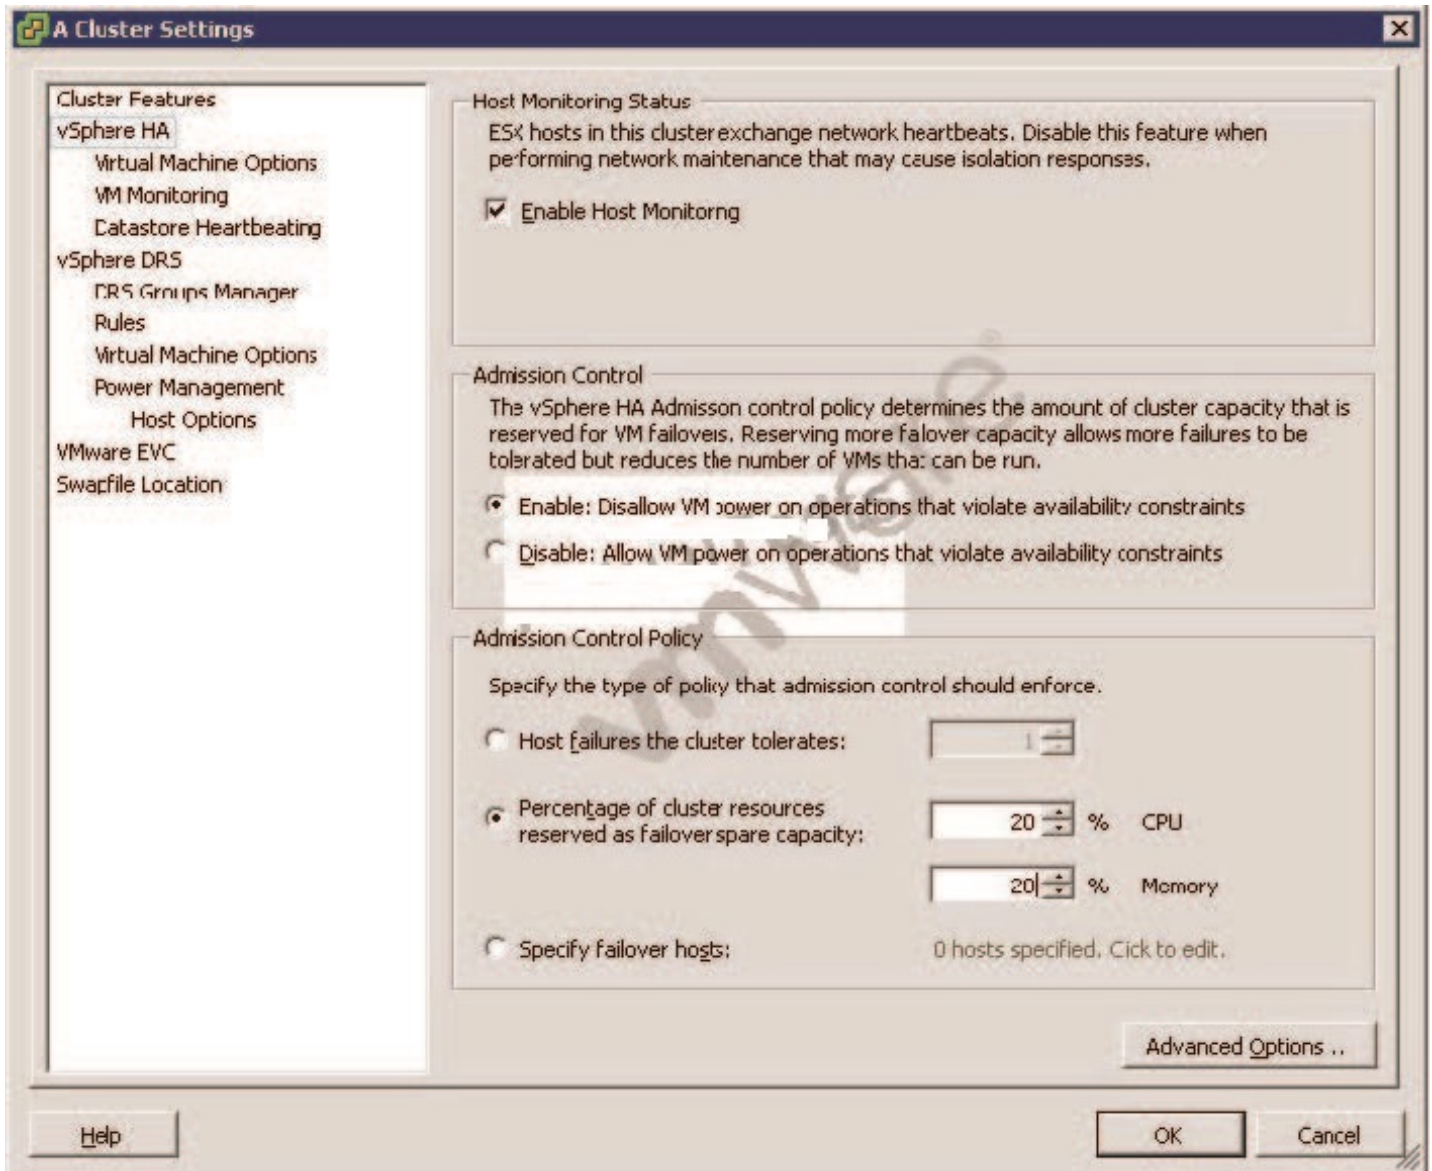 A Cluster Settings
Cluster Features
vSphere HA
Virtual Machine Options
VM Monitoring
Datastore Heartbeating
vSphere DRS
DRS Groups Manager
Rules
Virtual Machine Options
Power Management
Host Options
VMware EVC
Swapfile Location
Host Monitoring Status
ESX hosts in this cluster exchange network heartbeats. Disable this feature when
performing network maintenance that may cause isolation responses.
Enable Host Monitorng
Admission Control
The vSphere HA Admisson control policy determines the amount of cluster capacity that is
reserved for VM failovers. Reserving more falover capacity allows more failures to be
tolerated but reduces the number of VMs that can be run.
Enable: Disallow VM power on operations that violate availability constraints
Disable: Allow VM power on operations that violate availability constraints
Admission Control Policy
Specify the type of policy that admission control should enforce.
Host failures the cluster tolerates: 1
Percentage of cluster resources
reserved as failover spare capacity:
20 % CPU
20 % Memory
Specify failover hosts: 0 hosts specified. Cick to edit.
Advanced Options ..
Help
OK
Cancel
vmware